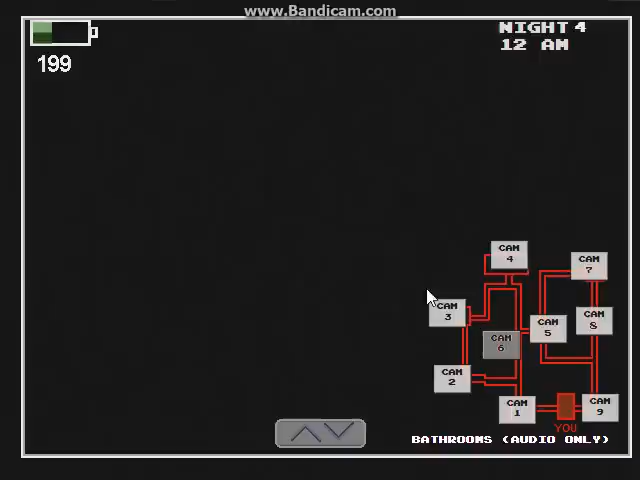 www.Bandicam.com
NIGHT 4
12 AM
199
CAM 4
CAM 7
CAM 3
CAM 8
CAM 5
CAM 6
CAM 2
CAM 1
CAM 9
YOU
BATHROOMS (AUDIO ONLY)